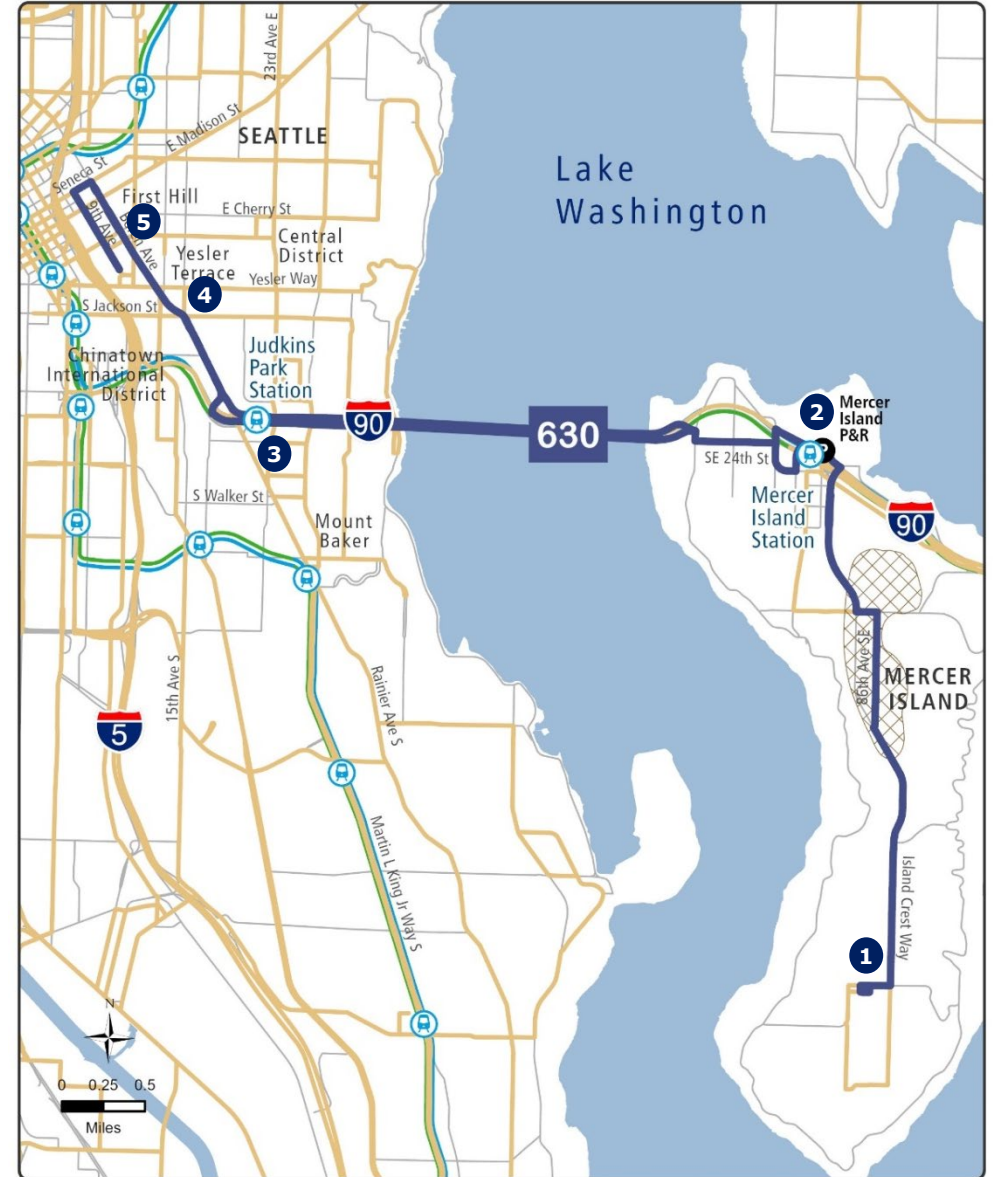 23rd Ave E
E Madison St
SEATTLE
Seneca St
First Hill
9th Ave
5
E Cherry St
Central
District
Yesler
Terrace
Yesler Way
4
S Jackson St
Chinatown
International
District
Judkins
Park
Station
3
90
630
Lake
Washington
2
Mercer
Island
P&R
SE 24th St
Mercer
Island
Station
90
S Walker St
Mount
Baker
86th Ave SE
MERCER
ISLAND
15th Ave S
Rainier Ave S
5
Martin L King Jr Way S
Island Crest Way
1
N
0 0.25 0.5
Miles